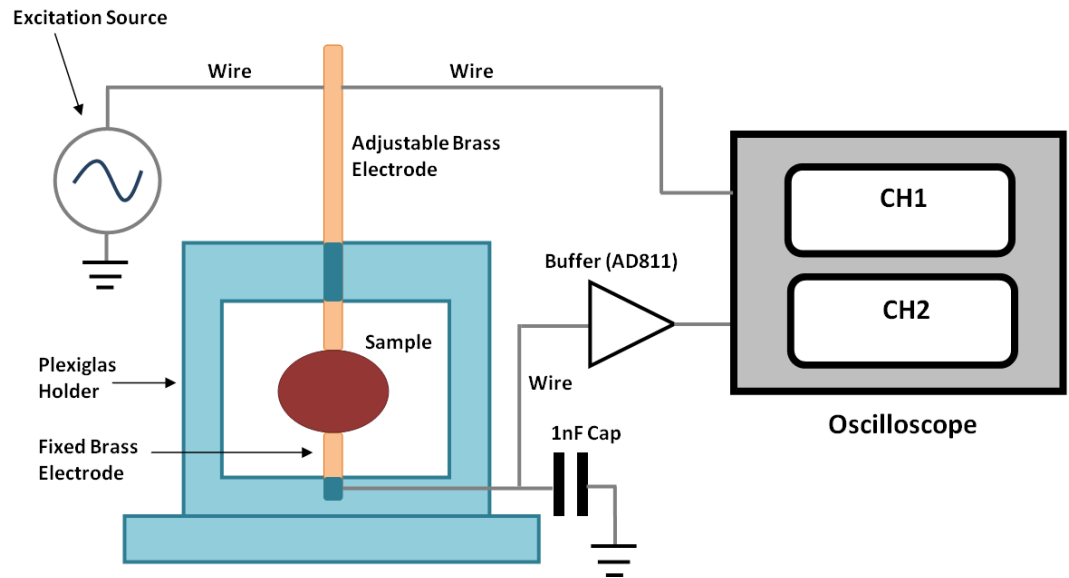 Excitation Source
Wire
Wire
Adjustable Brass
Electrode
CH1
Buffer (AD811)
CH2
Sample
Plexiglas
Holder
Wire
Oscilloscope
1nF Cap
Fixed Brass
Electrode